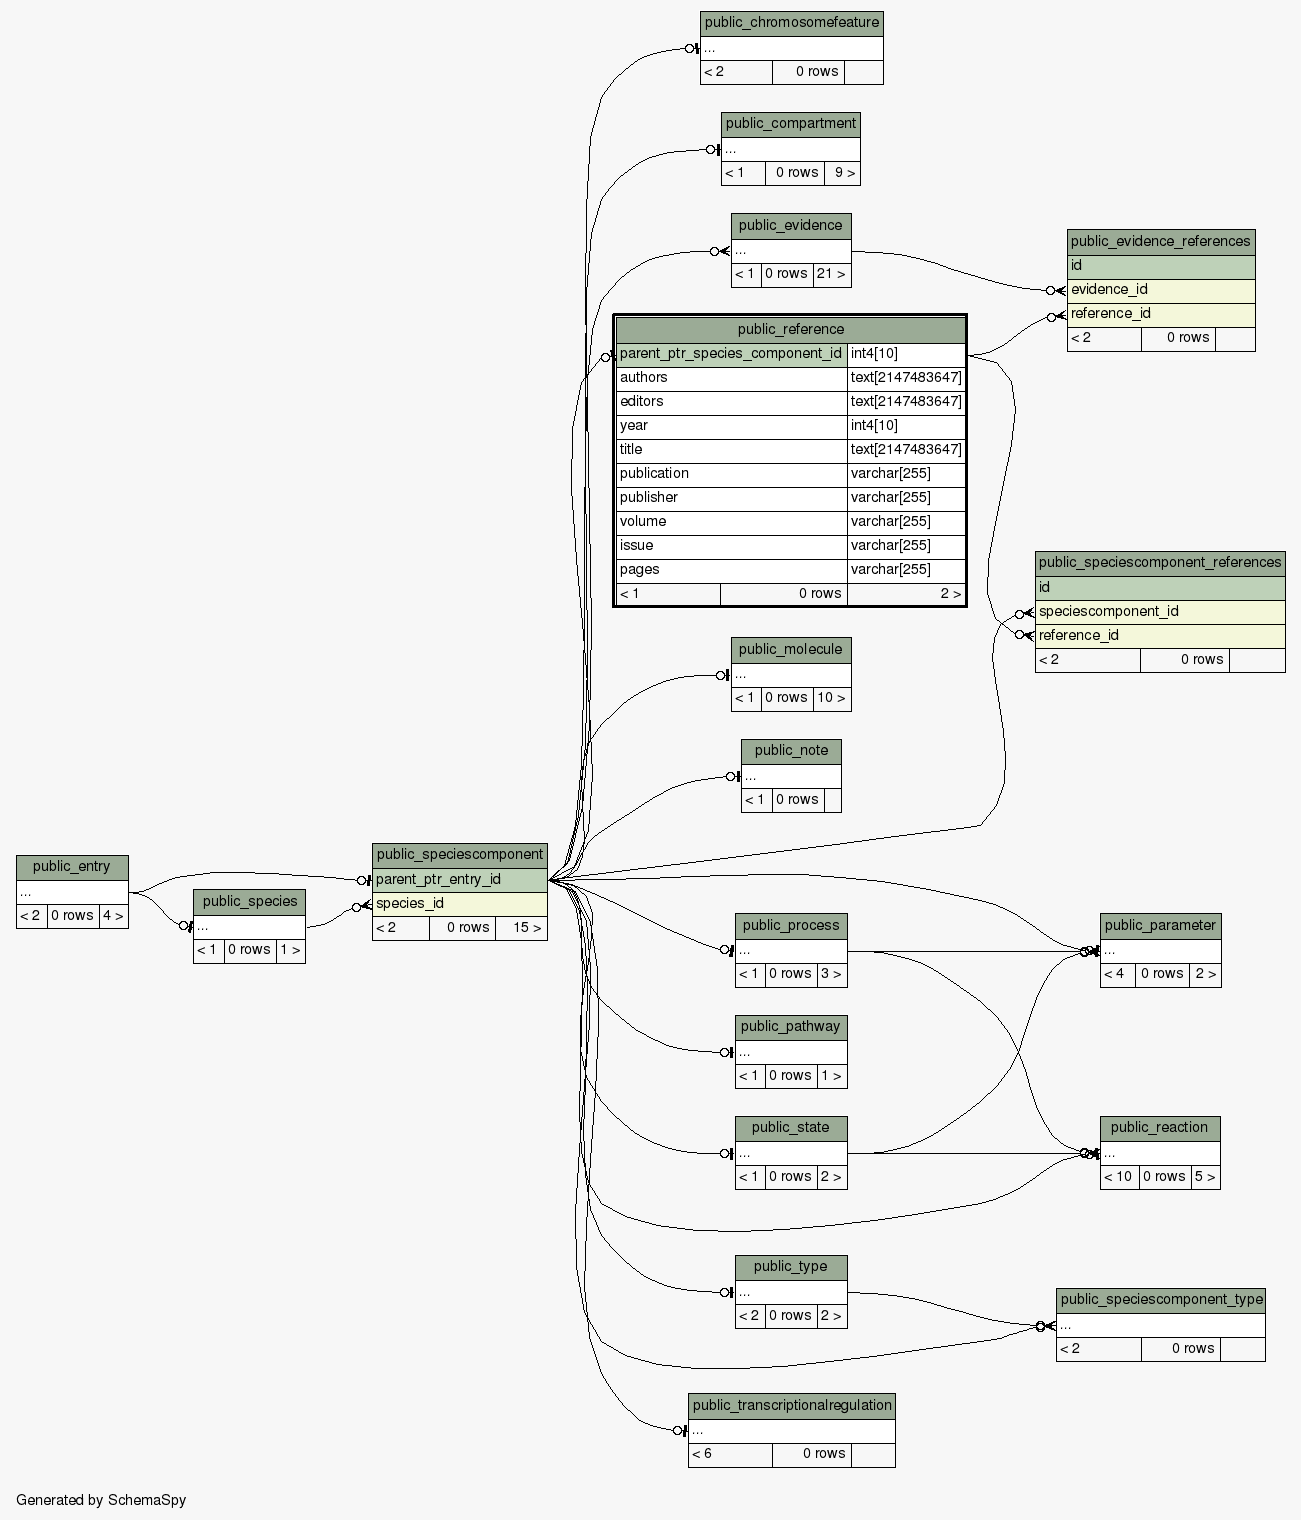 public_chromosomefeature
...
< 2 0 rows
public_compartment
...
< 1 0 rows 9 >
public_evidence
...
< 1 0 rows 21 >
public_evidence_references
id
evidence_id
reference_id
< 2 0 rows
public_reference
parent_ptr_species_component_id int4[10]
authors text[2147483647]
editors text[2147483647]
year int4[10]
title text[2147483647]
publication varchar[255]
publisher varchar[255]
volume varchar[255]
issue varchar[255]
pages varchar[255]
< 1 0 rows 2 >
public_speciescomponent_references
id
speciescomponent_id
reference_id
< 2 0 rows
public_molecule
...
< 1 0 rows 10 >
public_note
...
< 1 0 rows
public_entry
...
< 2 0 rows 4 >
public_species
...
< 1 0 rows 1 >
public_speciescomponent
parent_ptr_entry_id
species_id
< 2 0 rows 15 >
public_process
...
< 1 0 rows 3 >
public_parameter
...
< 4 0 rows 2 >
public_pathway
...
< 1 0 rows 1 >
public_state
...
< 1 0 rows 2 >
public_reaction
...
< 10 0 rows 5 >
public_type
...
< 2 0 rows 2 >
public_speciescomponent_type
...
< 2 0 rows
public_transcriptionalregulation
...
< 6 0 rows
Generated by SchemaSpy